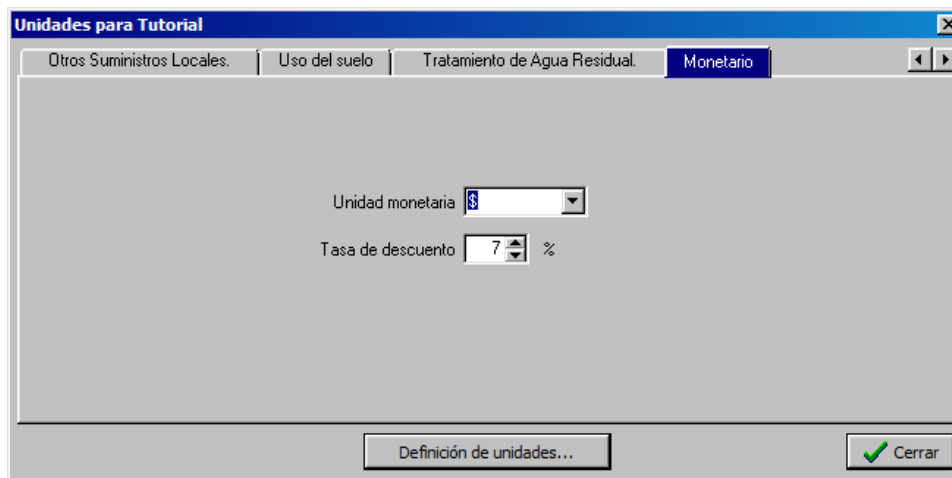 Unidades para Tutorial
Otros Suministros Locales. Uso del suelo Tratamiento de Agua Residual. Monetario
Unidad monetaria $
Tasa de descuento 7 %
Definición de unidades... Cerrar